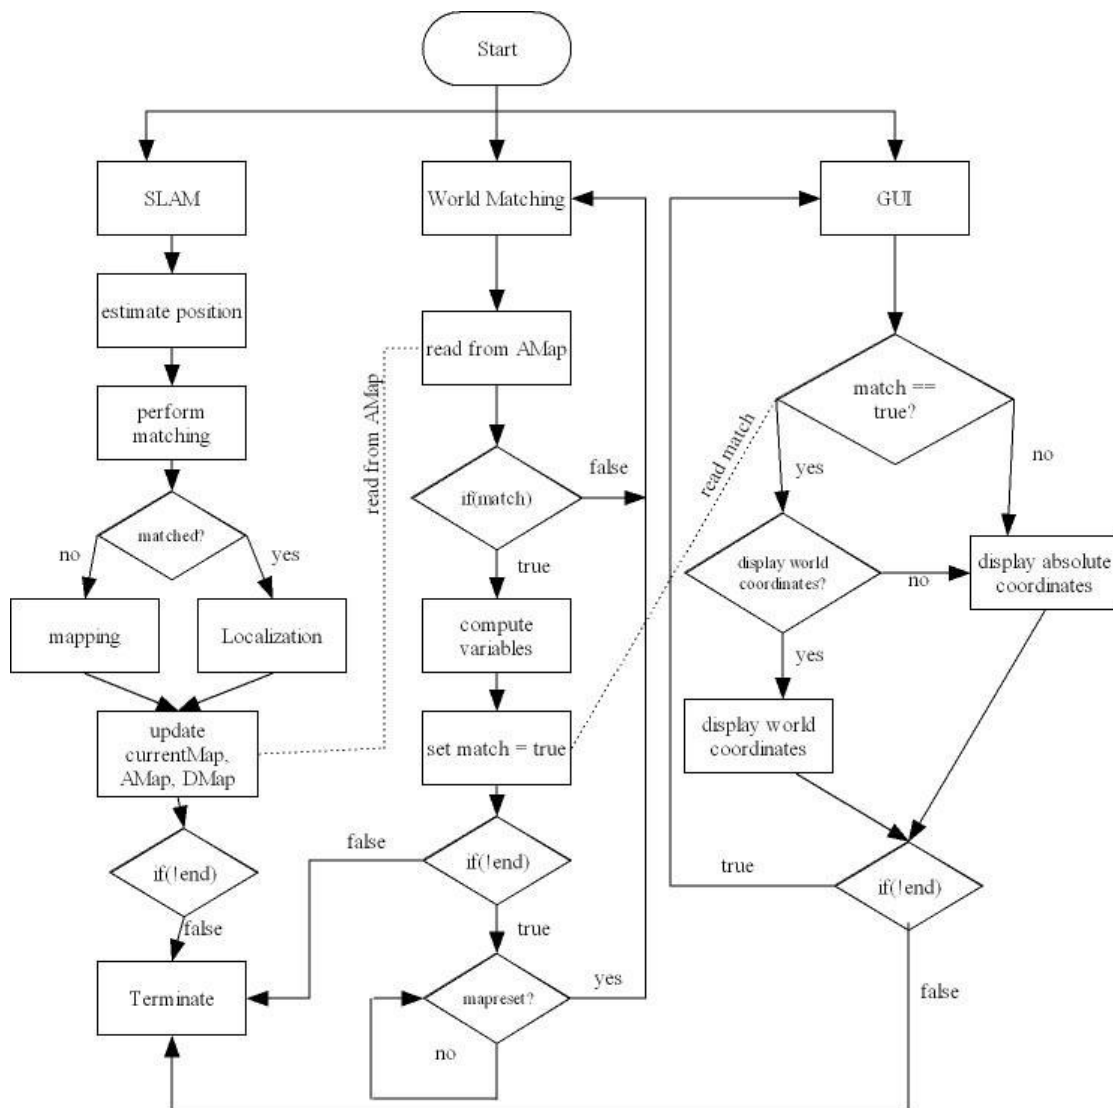 Start
SLAM
World Matching
GUI
estimate position
read from AMap
perform
matching
match ==
true?
read from AMap
read match
matched?
no
yes
if(match)
false
true
yes
no
display world
coordinates?
no
display absolute
coordinates
mapping
Localization
compute
variables
yes
update
currentMap,
AMap, DMap
set match = true
display world
coordinates
if(!end)
false
if(!end)
false
true
if(!end)
true
false
Terminate
mapreset?
yes
no